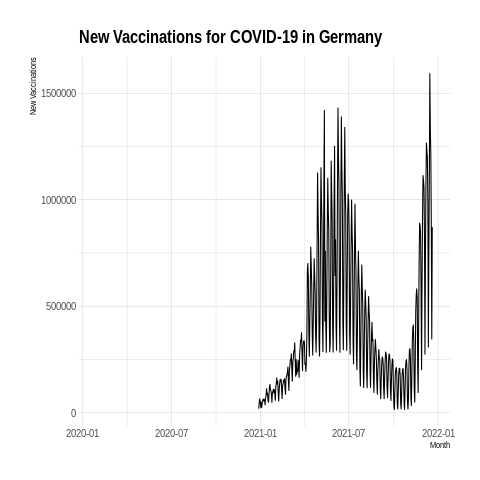 New Vaccinations for COVID-19 in Germany
New Vaccinations
1500000
1000000
500000
0
2020-01 2020-07 2021-01 2021-07 2022-01
Month